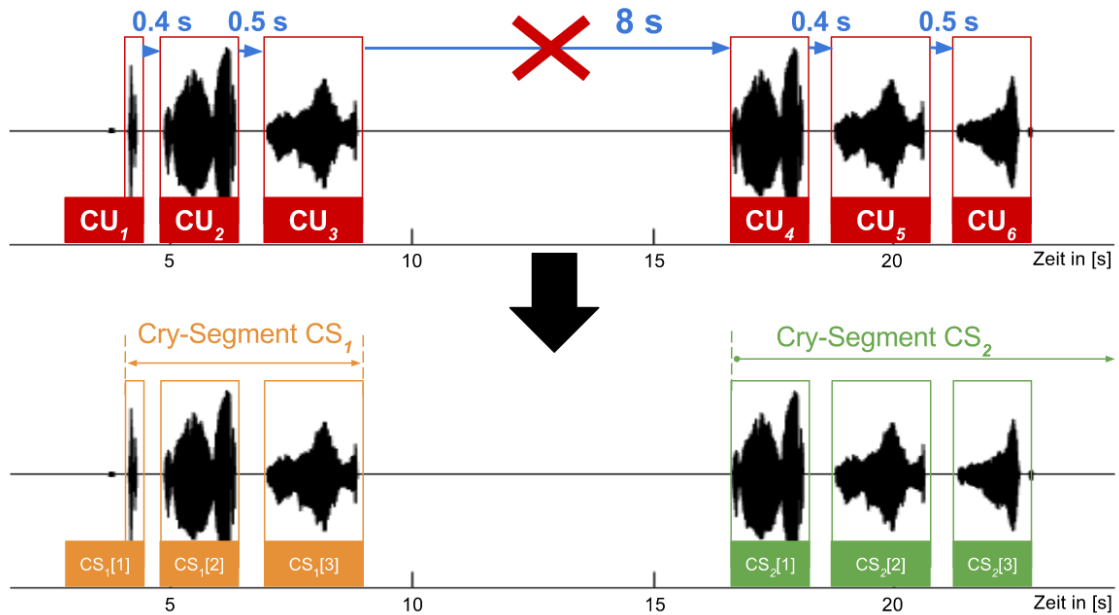 0.4 s 0.5 s 8 s 0.4 s 0.5 s
CU1 CU2 CU3 CU4 CU5 CU6
5 10 15 20 Zeit in [s]
Cry-Segment CS1 Cry-Segment CS2
CS1[1] CS1[2] CS1[3] CS2[1] CS2[2] CS2[3]
5 10 15 20 Zeit in [s]